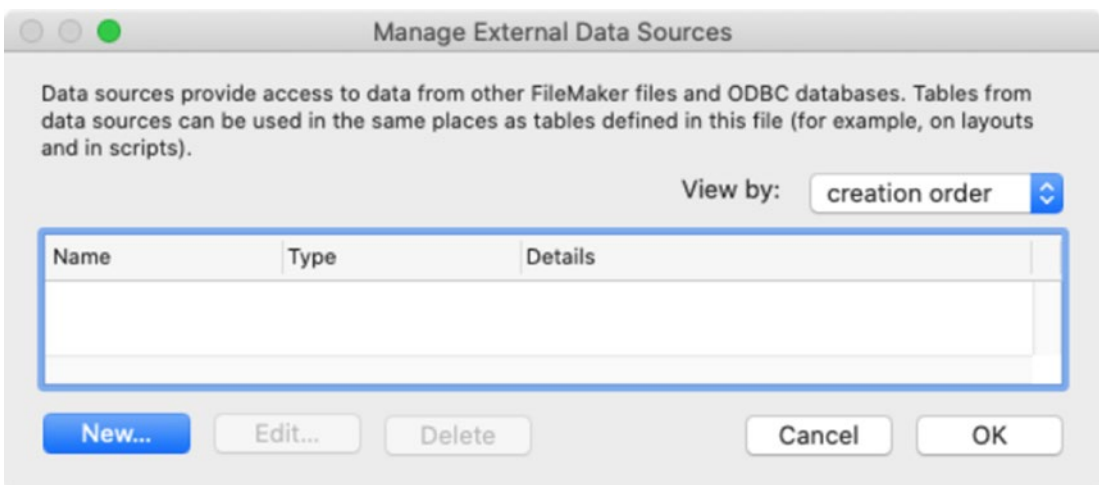 Manage External Data Sources
Data sources provide access to data from other FileMaker files and ODBC databases. Tables from
data sources can be used in the same places as tables defined in this file (for example, on layouts
and in scripts).
View by: creation order
Name Type Details
New... Edit... Delete Cancel OK